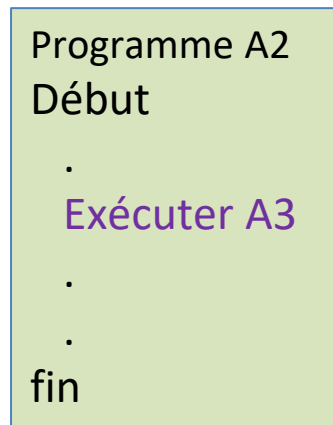 Programme A2
Début
.
Exécuter A3
.
.
fin